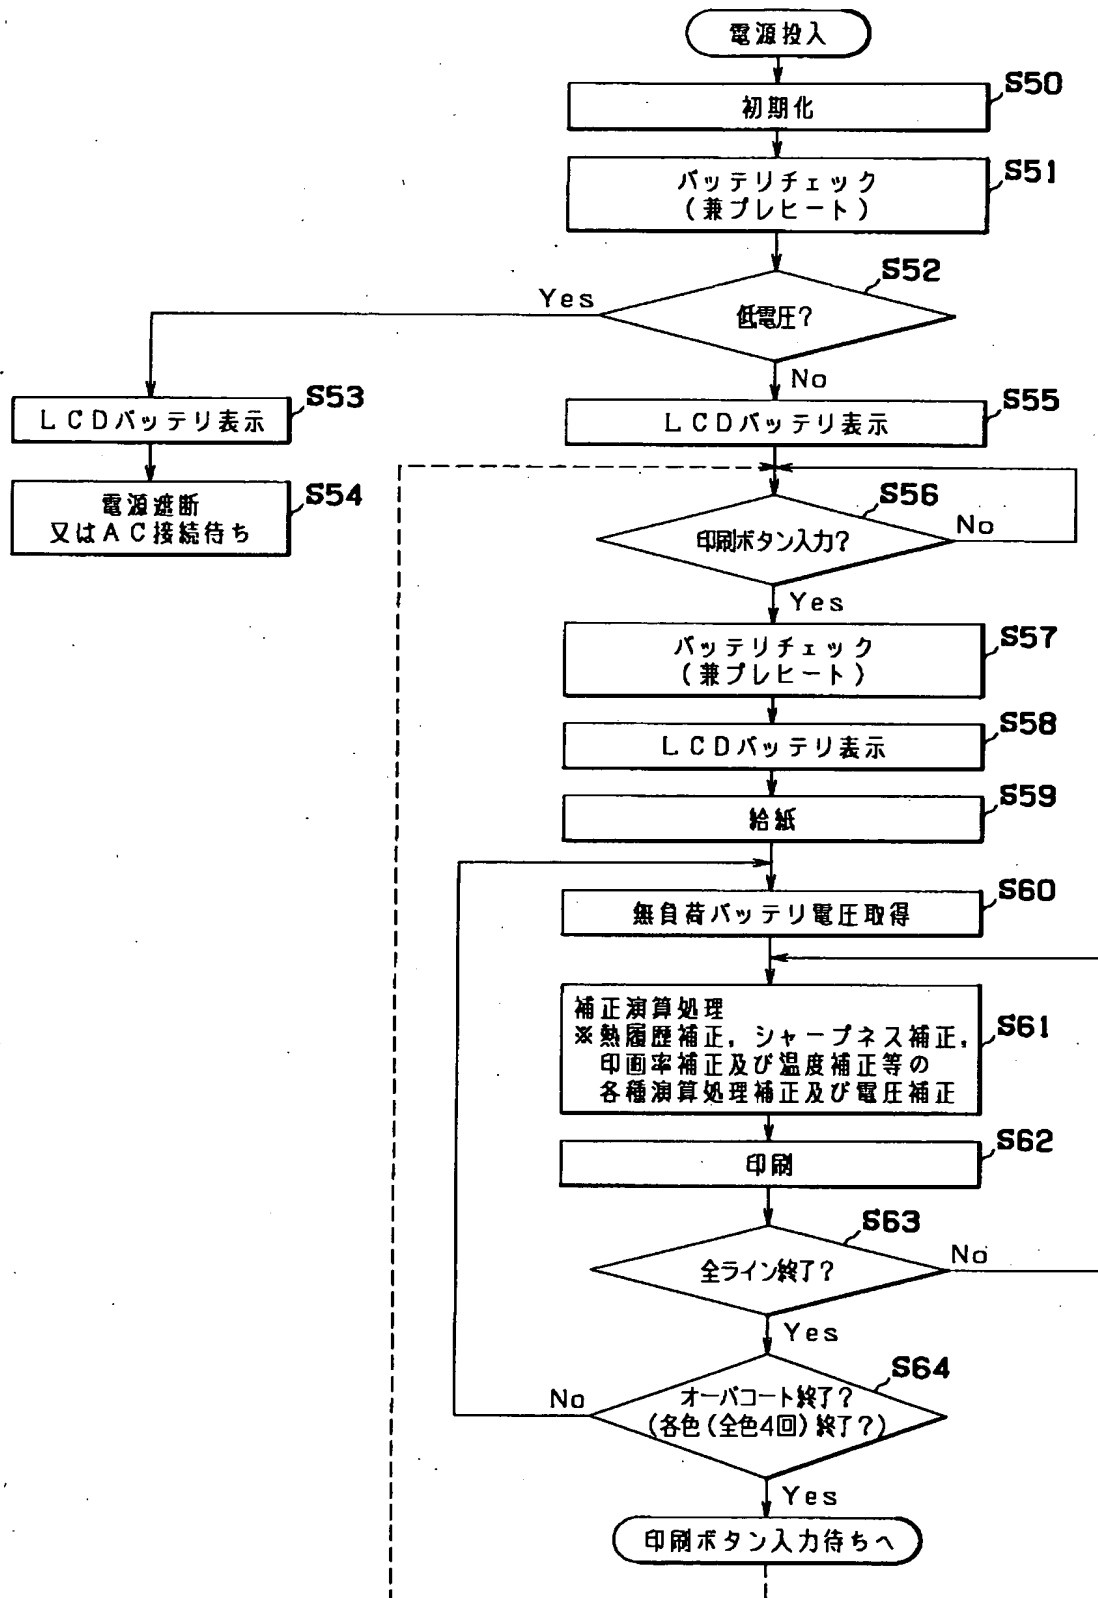 電源投入
S50
初期化
S51
バッテリチェック
(兼プレヒート)
S52
Yes
低電圧?
No
S53
LCDバッテリ表示
S55
LCDバッテリ表示
S54
電源遮断
又はAC接続待ち
S56
No
印刷ボタン入力?
Yes
S57
バッテリチェック
(兼プレヒート)
S58
LCDバッテリ表示
S59
給紙
S60
無負荷バッテリ電圧取得
S61
補正演算処理
※熱履歴補正,シャープネス補正,
印画率補正及び温度補正等の
各種演算処理補正及び電圧補正
S62
印刷
S63
No
全ライン終了?
Yes
S64
No
オーバコート終了?
(各色(全色4回)終了?)
Yes
印刷ボタン入力待ちへ